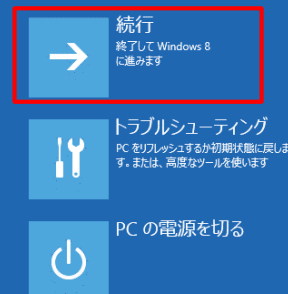 続行
終了して Windows 8
に進みます
トラブルシューティング
PC をリフレッシュするか初期状態に戻しま
す。または、高度なツールを使います
PC の電源を切る